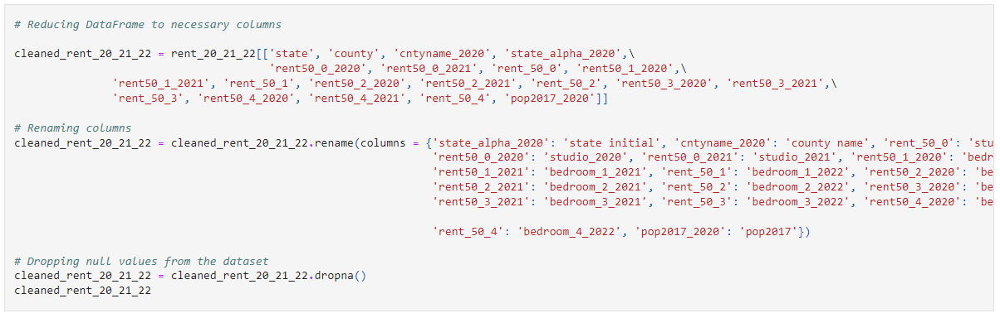 # Reducing DataFrame to necessary columns
cleaned_rent_20_21_22 = rent_20_21_22[['state', 'county', 'cntyname_2020', 'state_alpha_2020',\
'rent50_0_2020', 'rent50_0_2021', 'rent_50_0', 'rent50_1_2020',\
'rent50_1_2021', 'rent_50_1', 'rent50_2_2020', 'rent50_2_2021', 'rent_50_2', 'rent50_3_2020', 'rent50_3_2021',\
'rent_50_3', 'rent50_4_2020', 'rent50_4_2021', 'rent_50_4', 'pop2017_2020']]
# Renaming columns
cleaned_rent_20_21_22 = cleaned_rent_20_21_22.rename(columns = {'state_alpha_2020': 'state initial', 'cntyname_2020': 'county name', 'rent_50_0': 'stu
'rent50_0_2020': 'studio_2020', 'rent50_0_2021': 'studio_2021', 'rent50_1_2020': 'bedr
'rent50_1_2021': 'bedroom_1_2021', 'rent_50_1': 'bedroom_1_2022', 'rent50_2_2020': 'be
'rent50_2_2021': 'bedroom_2_2021', 'rent_50_2': 'bedroom_2_2022', 'rent50_3_2020': 'be
'rent50_3_2021': 'bedroom_3_2021', 'rent_50_3': 'bedroom_3_2022', 'rent50_4_2020': 'be
'rent_50_4': 'bedroom_4_2022', 'pop2017_2020': 'pop2017'})
# Dropping null values from the dataset
cleaned_rent_20_21_22 = cleaned_rent_20_21_22.dropna()
cleaned_rent_20_21_22